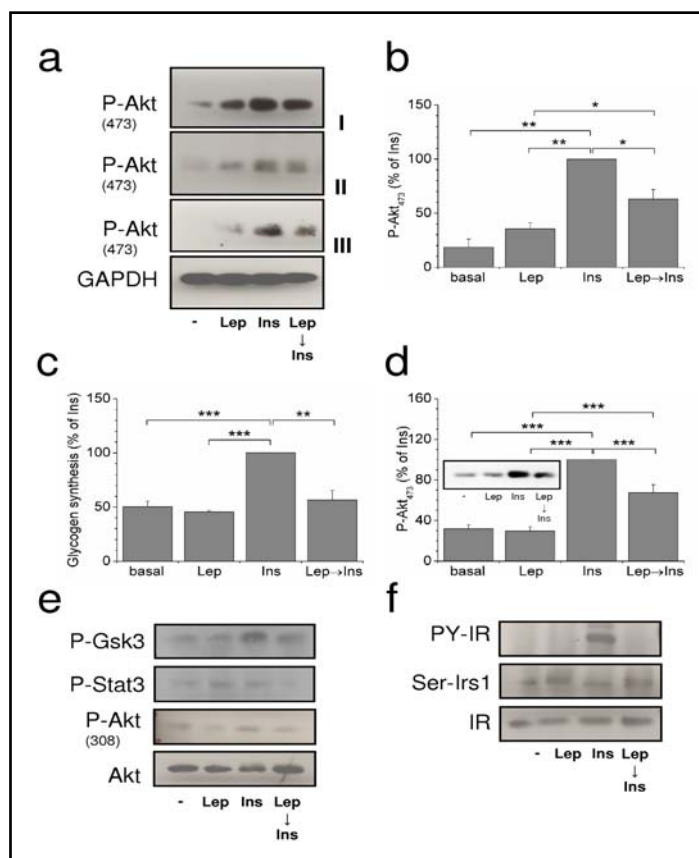 a
P-Akt
(473)
I
P-Akt
(473)
II
P-Akt
(473)
III
GAPDH
- Lep Ins Lep
↓
Ins
b
P-Akt473 (% of Ins)
150
100
50
0
** * ** *
basal Lep Ins Lep→Ins
c
Glycogen synthesis (% of Ins)
150
100
50
0
*** ** ***
basal Lep Ins Lep→Ins
d
P-Akt473 (% of Ins)
160
120
80
40
0
*** *** *** ***
- Lep Ins Lep
↓
Ins
basal Lep Ins Lep→Ins
e
P-Gsk3
P-Stat3
P-Akt
(308)
Akt
- Lep Ins Lep
↓
Ins
f
PY-IR
Ser-Irs1
IR
- Lep Ins Lep
↓
Ins